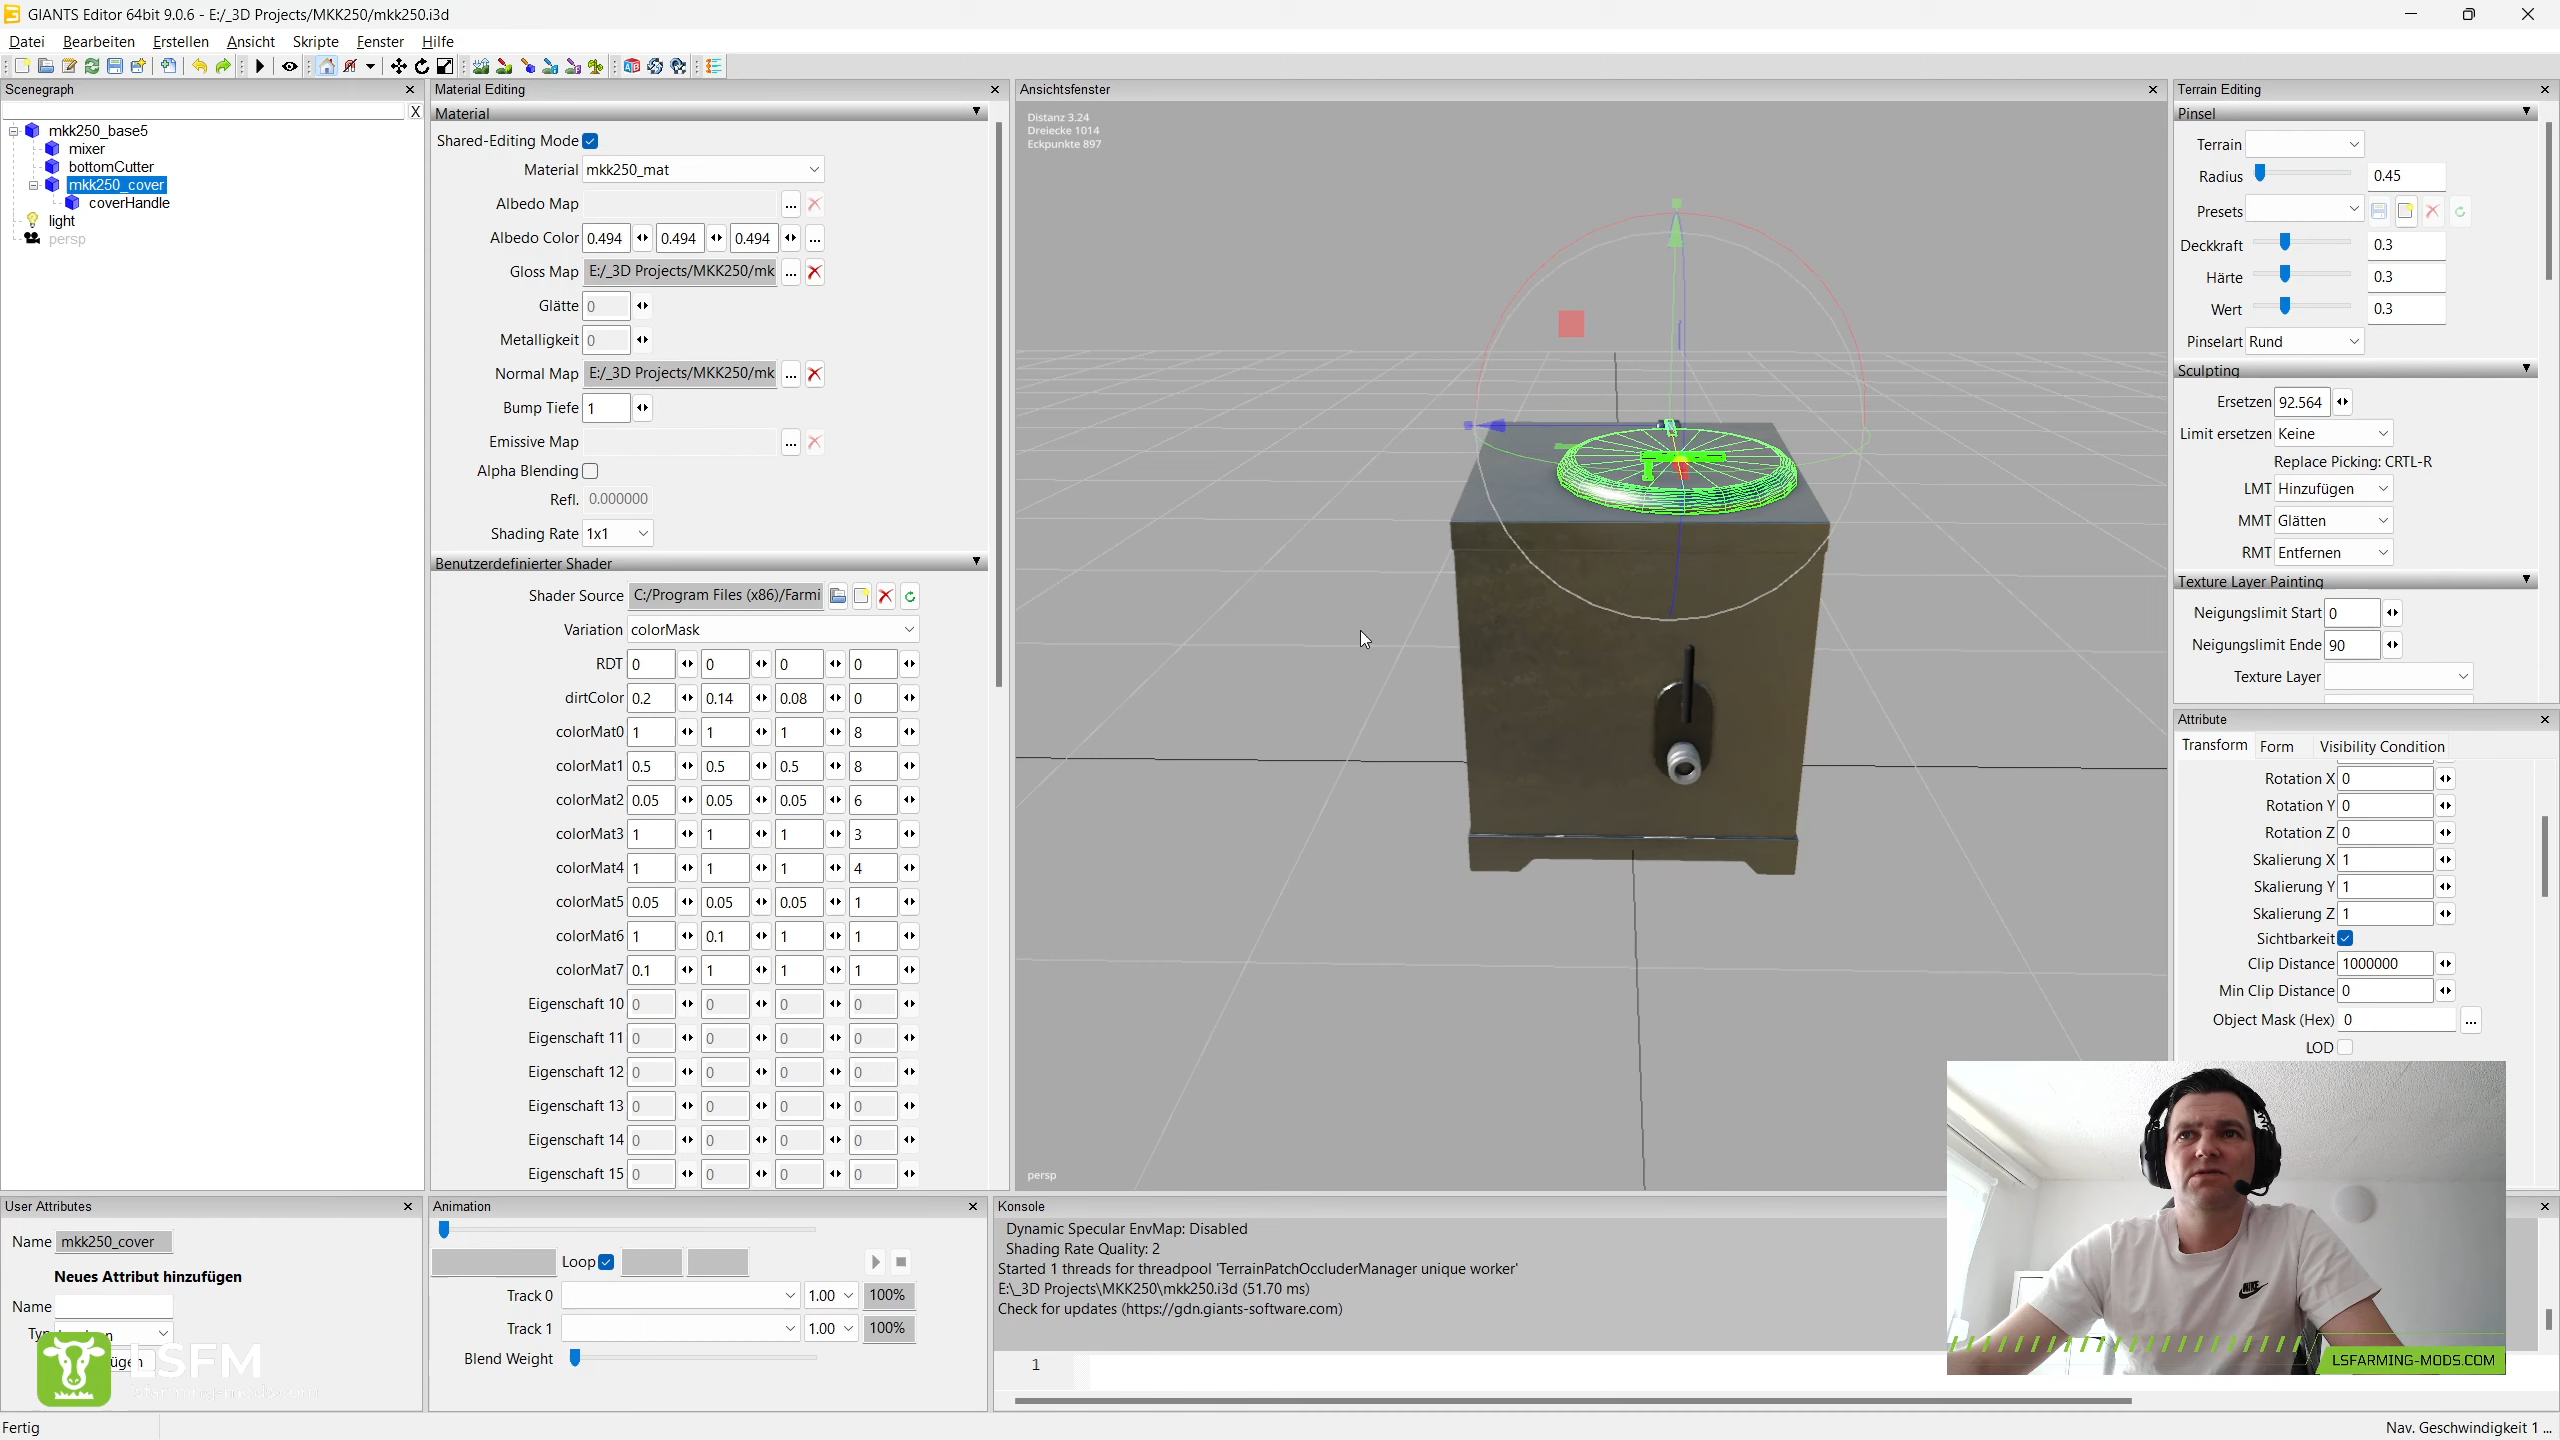 GIANTS Editor 64bit 9.0.6 - E:/_3D Projects/MKK250/mkk250.i3d
Datei Bearbeiten Erstellen Ansicht Skripte Fenster Hilfe
Scenegraph
X
mkk250_base5
mixer
bottomCutter
mkk250_cover
coverHandle
light
persp
Material Editing
Material
Shared-Editing Mode
Material mkk250_mat
Albedo Map ...
Albedo Color 0.494 0.494 0.494 ...
Gloss Map E:/_3D Projects/MKK250/mk ...
Glätte 0
Metalligkeit 0
Normal Map E:/_3D Projects/MKK250/mk ...
Bump Tiefe 1
Emissive Map ...
Alpha Blending
Refl. 0.000000
Shading Rate 1x1
Benutzerdefinierter Shader
Shader Source C:/Program Files (x86)/Farmi
Variation colorMask
RDT 0 0 0 0
dirtColor 0.2 0.14 0.08 0
colorMat0 1 1 1 8
colorMat1 0.5 0.5 0.5 8
colorMat2 0.05 0.05 0.05 6
colorMat3 1 1 1 3
colorMat4 1 1 1 4
colorMat5 0.05 0.05 0.05 1
colorMat6 1 0.1 1 1
colorMat7 0.1 1 1 1
Eigenschaft 10 0 0 0 0
Eigenschaft 11 0 0 0 0
Eigenschaft 12 0 0 0 0
Eigenschaft 13 0 0 0 0
Eigenschaft 14 0 0 0 0
Eigenschaft 15 0 0 0 0
Ansichtsfenster
Distanz 3.24
Dreiecke 1014
Eckpunkte 897
persp
Terrain Editing
Pinsel
Terrain
Radius 0.45
Presets
Deckkraft 0.3
Härte 0.3
Wert 0.3
Pinselart Rund
Sculpting
Ersetzen 92.564
Limit ersetzen Keine
Replace Picking: CRTL-R
LMT Hinzufügen
MMT Glätten
RMT Entfernen
Texture Layer Painting
Neigungslimit Start 0
Neigungslimit Ende 90
Texture Layer
Attribute
Transform Form Visibility Condition
Rotation X 0
Rotation Y 0
Rotation Z 0
Skalierung X 1
Skalierung Y 1
Skalierung Z 1
Sichtbarkeit
Clip Distance 1000000
Min Clip Distance 0
Object Mask (Hex) 0 ...
LOD
User Attributes
Name mkk250_cover
Neues Attribut hinzufügen
Name
LSFM
Animation
Loop
Track 0 1.00 100%
Track 1 1.00 100%
Blend Weight
Konsole
Dynamic Specular EnvMap: Disabled
Shading Rate Quality: 2
Started 1 threads for threadpool 'TerrainPatchOccluderManager unique worker'
E:\_3D Projects\MKK250\mkk250.i3d (51.70 ms)
Check for updates (https://gdn.giants-software.com)
1
LSFARMING-MODS.COM
Fertig
Nav. Geschwindigkeit 1 ...